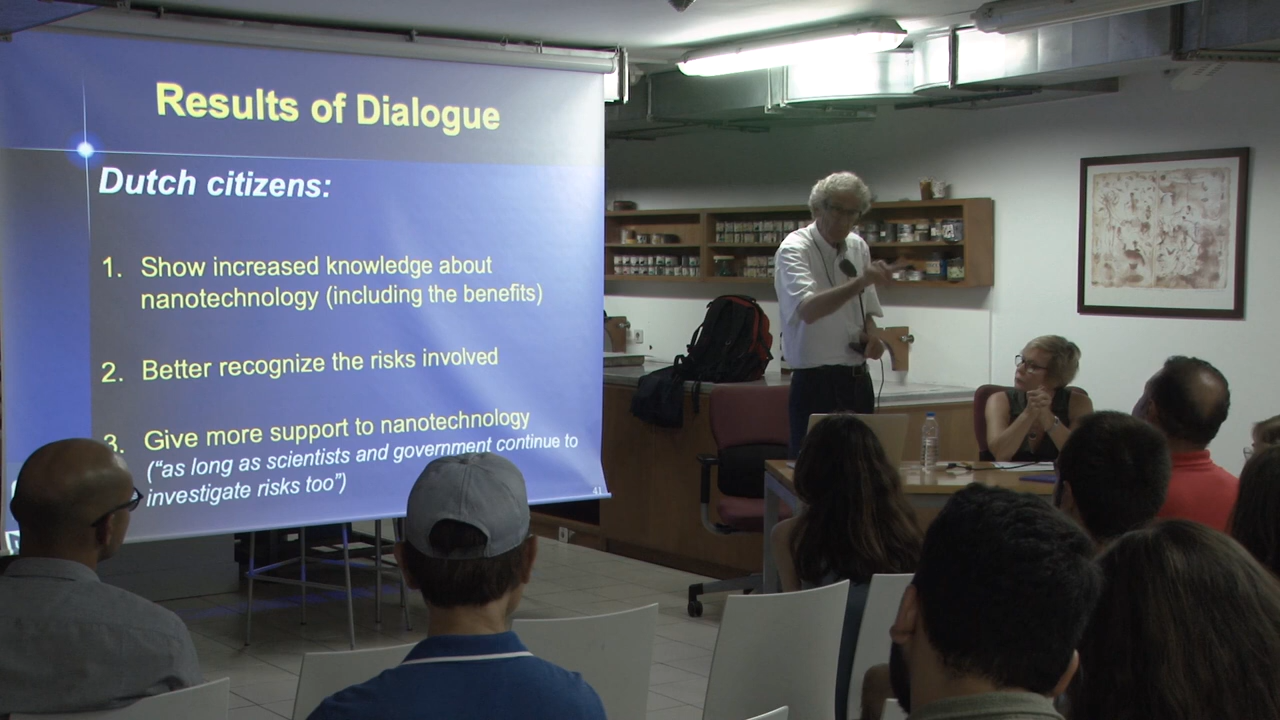 Results of Dialogue
Dutch citizens:
1. Show increased knowledge about
nanotechnology (including the benefits)
2. Better recognize the risks involved
3. Give more support to nanotechnology
("as long as scientists and government continue to
investigate risks too")
41